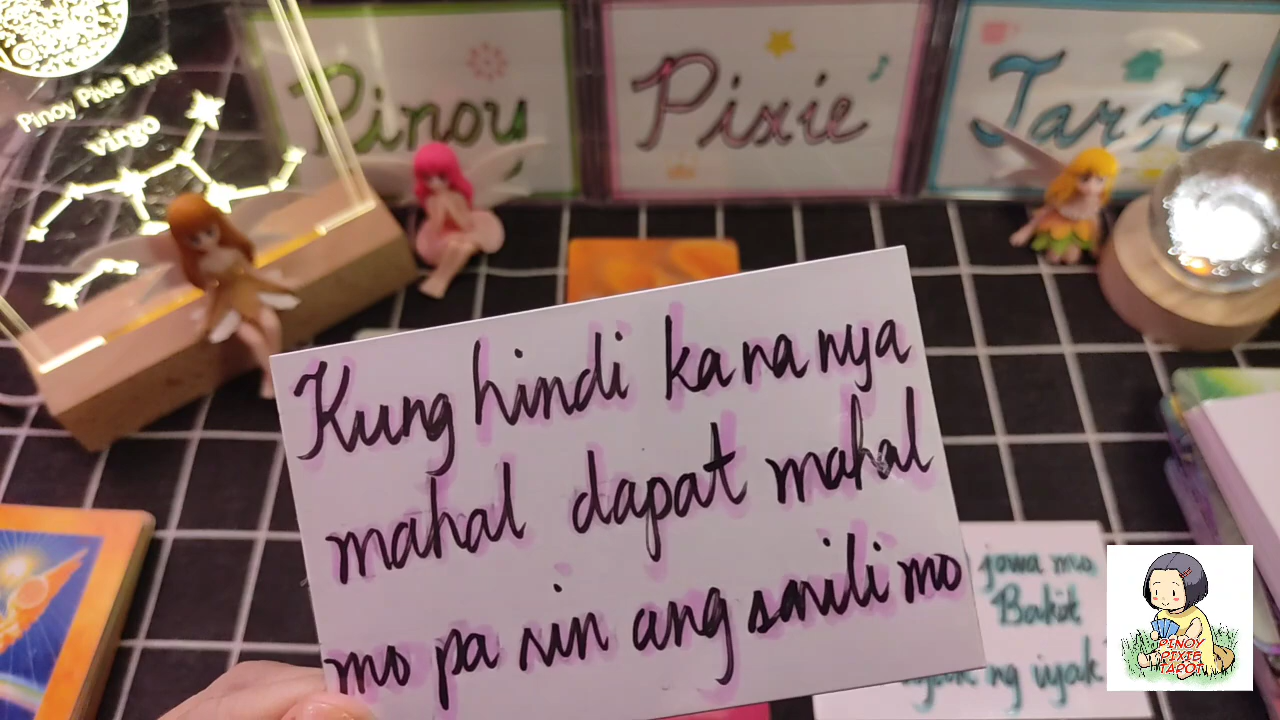 Pinoy Pixie Tarot
virgo
Pinoy Pixie Tarot
Kung hindi ka na nya
mahal dapat mahal
mo pa rin ang sarili mo
jowa mo
Bakit
ng iyak
PINOY
PIXIE
TAROT